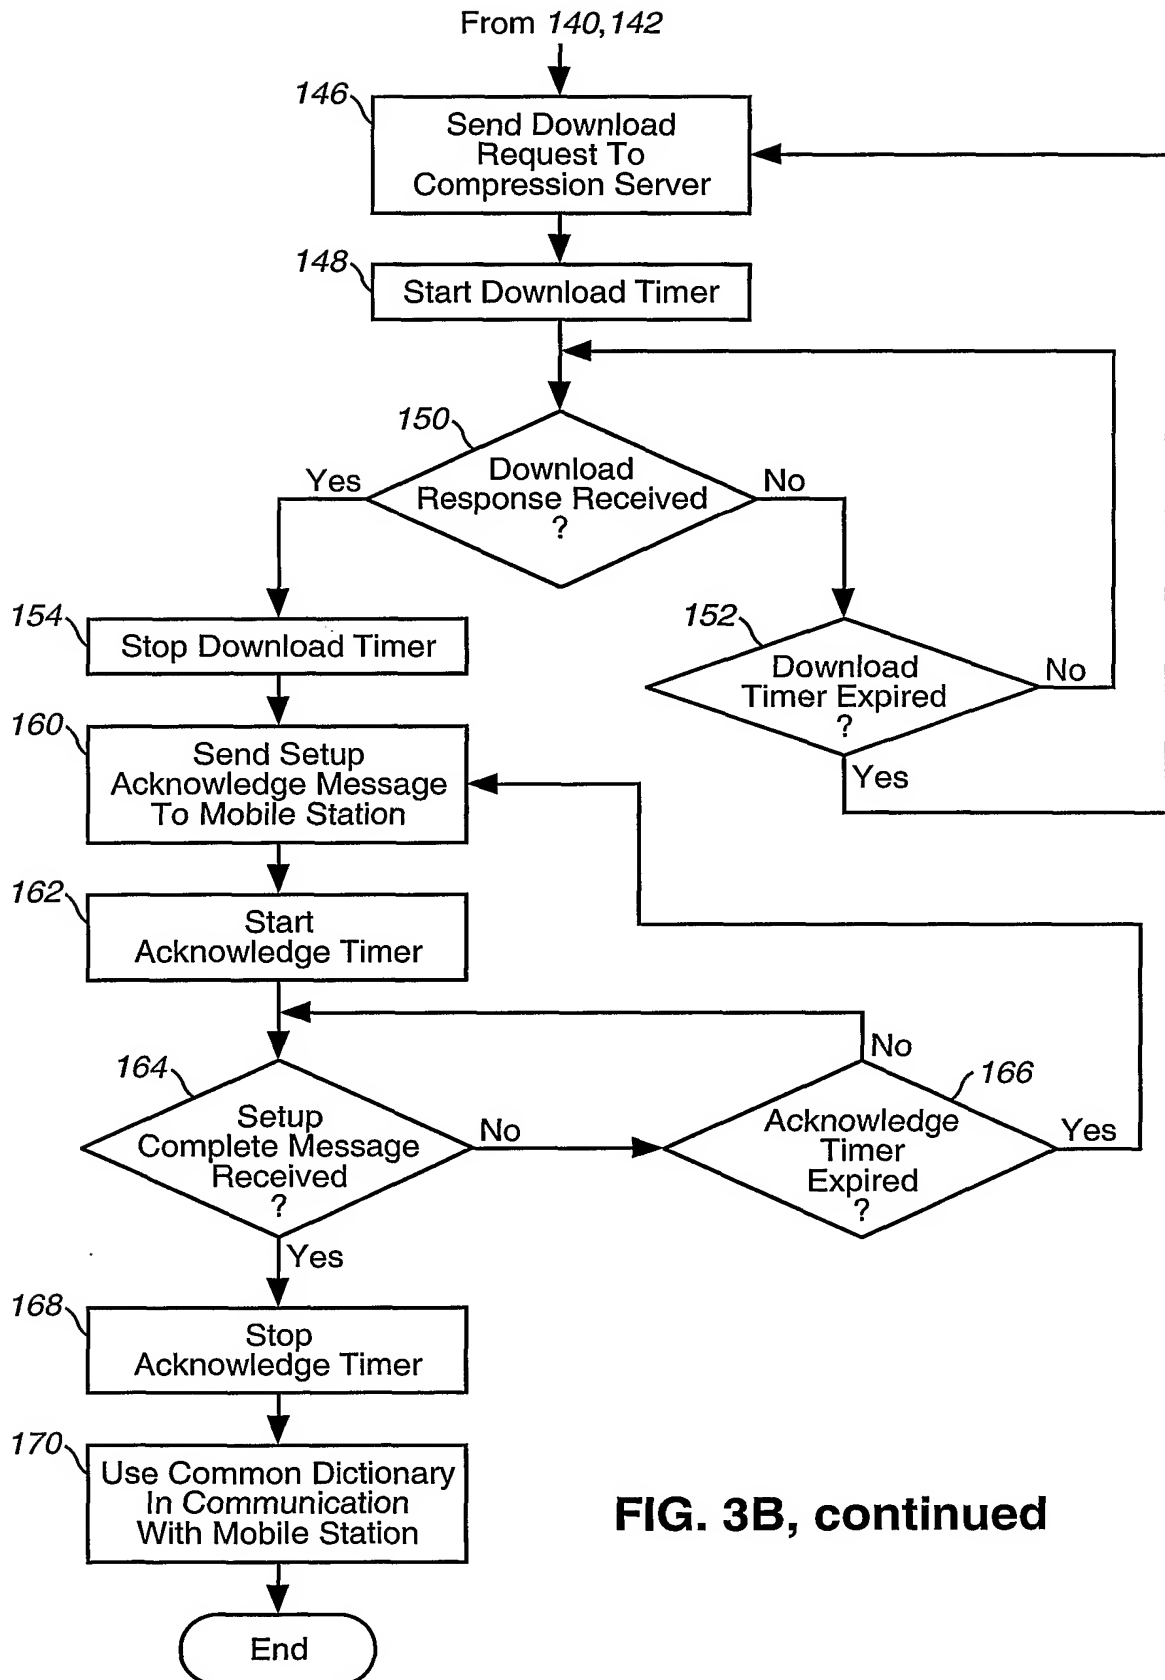 From 140, 142
146
Send Download
Request To
Compression Server
148
Start Download Timer
150
Download
Response Received
?
Yes
No
154
Stop Download Timer
152
Download
Timer Expired
?
No
Yes
160
Send Setup
Acknowledge Message
To Mobile Station
162
Start
Acknowledge Timer
164
Setup
Complete Message
Received
?
No
Yes
166
Acknowledge
Timer
Expired
?
No
Yes
168
Stop
Acknowledge Timer
170
Use Common Dictionary
In Communication
With Mobile Station
End
FIG. 3B, continued